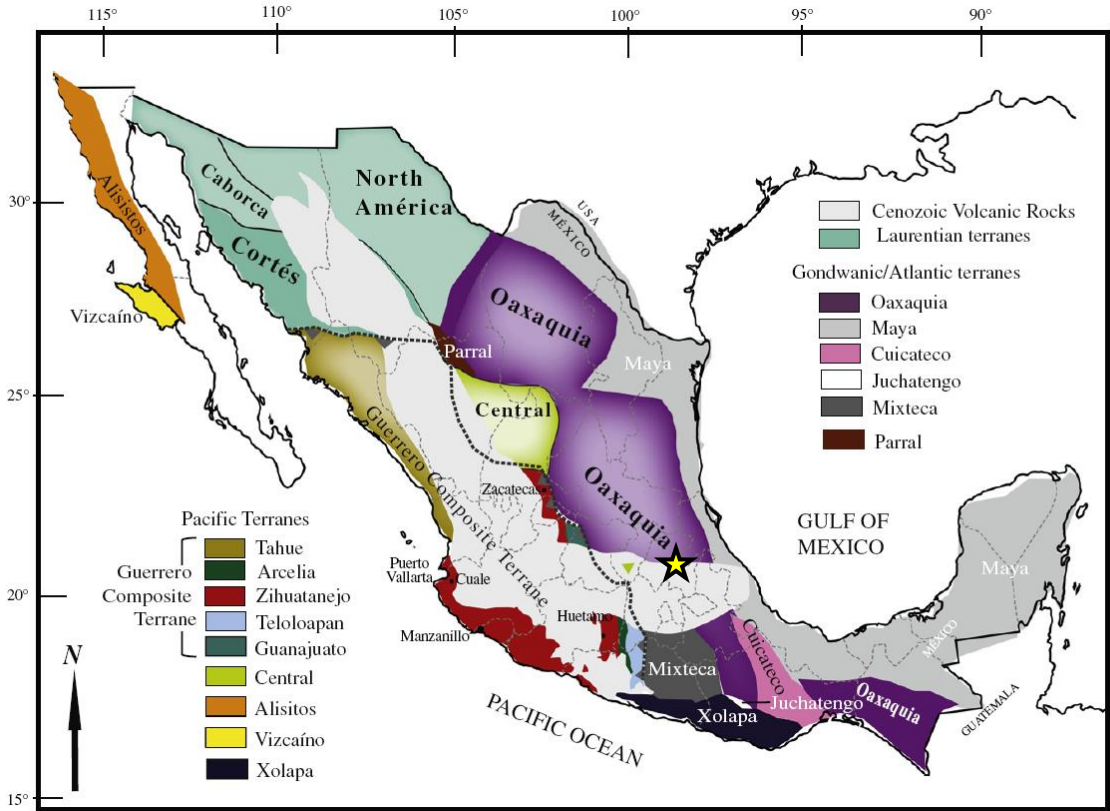 115°
105°
100°
95°
90°
30°
25°
20°
15°
Alisistos
Vizcaíno
Caborca
Cortés
North
América
USA
MÉXICO
Oaxaquia
Parral
Maya
Central
Guerrero Composite Terrane
Zacatecas
Oaxaquia
Puerto
Vallarta
Cuale
Manzanillo
Huetamo
Mixteca
Cuicateco
Juchatengo
Xolapa
Oaxaquia
Maya
MÉXICO
GUATEMALA
GULF OF
MEXICO
PACIFIC OCEAN
Cenozoic Volcanic Rocks
Laurentian terranes
Gondwanic/Atlantic terranes
Oaxaquia
Maya
Cuicateco
Juchatengo
Mixteca
Parral
Pacific Terranes
Guerrero
Composite
Terrane
Tahue
Arcelia
Zihuatanejo
Teloloapan
Guanajuato
Central
Alisitos
Vizcaíno
Xolapa
N